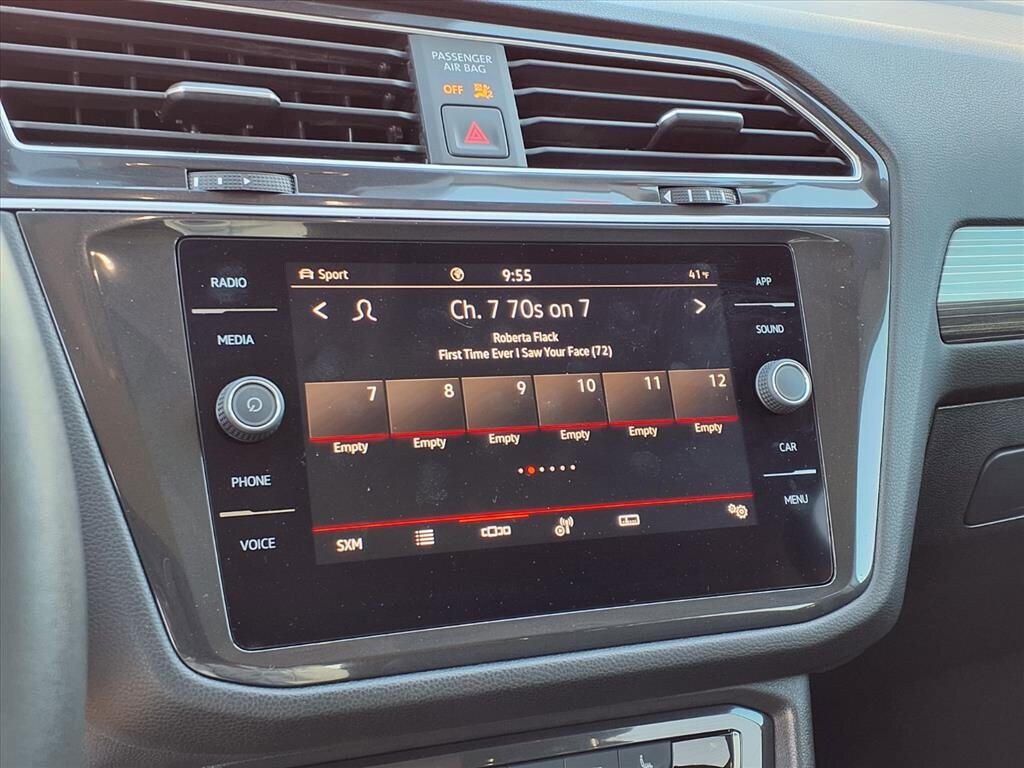 PASSENGER
AIR BAG
OFF
RADIO
MEDIA
PHONE
VOICE
Sport
9:55
41°F
< Ch. 7 70s on 7 >
Roberta Flack
First Time Ever I Saw Your Face (72)
7 8 9 10 11 12
Empty Empty Empty Empty Empty Empty
SXM
APP
SOUND
CAR
MENU